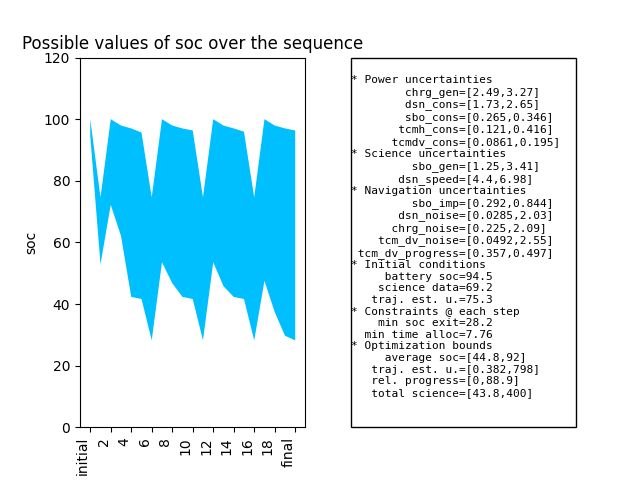 Possible values of soc over the sequence
120
100
80
60
40
20
0
soc
initial
2
4
6
8
10
12
14
16
18
final
* Power uncertainties
chrg_gen=[2.49,3.27]
dsn_cons=[1.73,2.65]
sbo_cons=[0.265,0.346]
tcmh_cons=[0.121,0.416]
tcmdv_cons=[0.0861,0.195]
* Science uncertainties
sbo_gen=[1.25,3.41]
dsn_speed=[4.4,6.98]
* Navigation uncertainties
sbo_imp=[0.292,0.844]
dsn_noise=[0.0285,2.03]
chrg_noise=[0.225,2.09]
tcm_dv_noise=[0.0492,2.55]
tcm_dv_progress=[0.357,0.497]
* Initial conditions
battery soc=94.5
science data=69.2
traj. est. u.=75.3
* Constraints @ each step
min soc exit=28.2
min time alloc=7.76
* Optimization bounds
average soc=[44.8,92]
traj. est. u.=[0.382,798]
rel. progress=[0,88.9]
total science=[43.8,400]